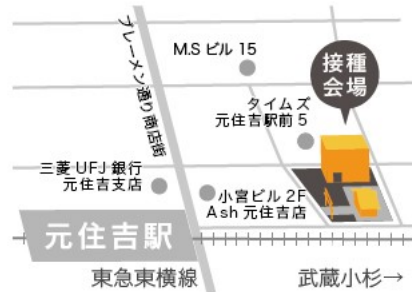 M.S ビル 15
接種
会場
ブレーメン通り商店街
タイムズ
元住吉駅前 5
三菱 UFJ 銀行
元住吉支店
小宮ビル 2F
Ash 元住吉店
元住吉駅
東急東横線
武蔵小杉→